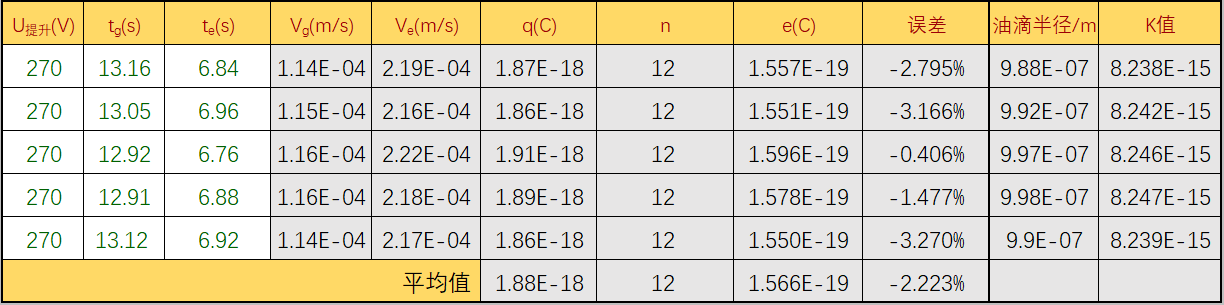 U提升(V) tg(s) te(s) Vg(m/s) Ve(m/s) q(C) n e(C) 误差 油滴半径/m K值
270 13.16 6.84 1.14E-04 2.19E-04 1.87E-18 12 1.557E-19 -2.795% 9.88E-07 8.238E-15
270 13.05 6.96 1.15E-04 2.16E-04 1.86E-18 12 1.551E-19 -3.166% 9.92E-07 8.242E-15
270 12.92 6.76 1.16E-04 2.22E-04 1.91E-18 12 1.596E-19 -0.406% 9.97E-07 8.246E-15
270 12.91 6.88 1.16E-04 2.18E-04 1.89E-18 12 1.578E-19 -1.477% 9.98E-07 8.247E-15
270 13.12 6.92 1.14E-04 2.17E-04 1.86E-18 12 1.550E-19 -3.270% 9.9E-07 8.239E-15
平均值 1.88E-18 12 1.566E-19 -2.223%